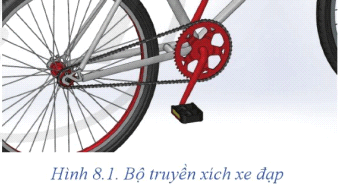 Hình 8.1. Bộ truyền xích xe đạp